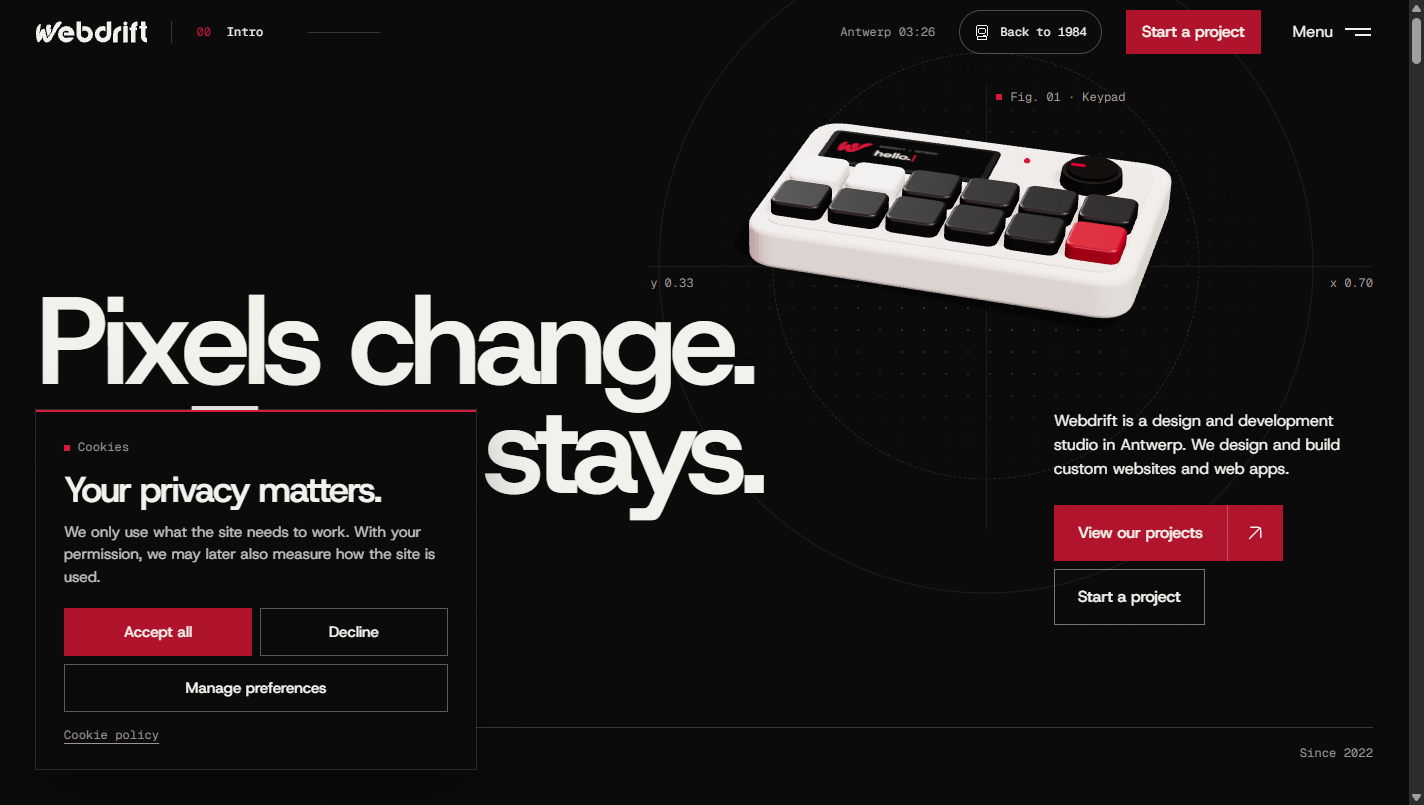 Webdrift
00 Intro
Antwerp 03:26
Back to 1984
Start a project
Menu
Fig. 01 · Keypad
hello.
y 0.33
x 0.70
Pixels change.
stays.
Webdrift is a design and development
studio in Antwerp. We design and build
custom websites and web apps.
View our projects
Start a project
Cookies
Your privacy matters.
We only use what the site needs to work. With your
permission, we may later also measure how the site is
used.
Accept all
Decline
Manage preferences
Cookie policy
Since 2022